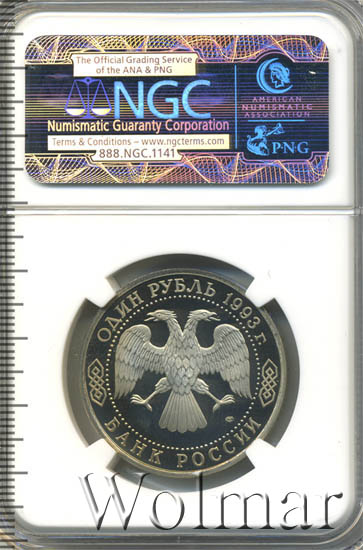 The Official Grading Service
of the ANA & PNG
NGC
Numismatic Guaranty Corporation
Terms & Conditions – www.ngcterms.com
888.NGC.1141
AMERICAN
NUMISMATIC
ASSOCIATION
PNG
ОДИН РУБЛЬ 1993 г.
БАНК РОССИИ
Wolmar